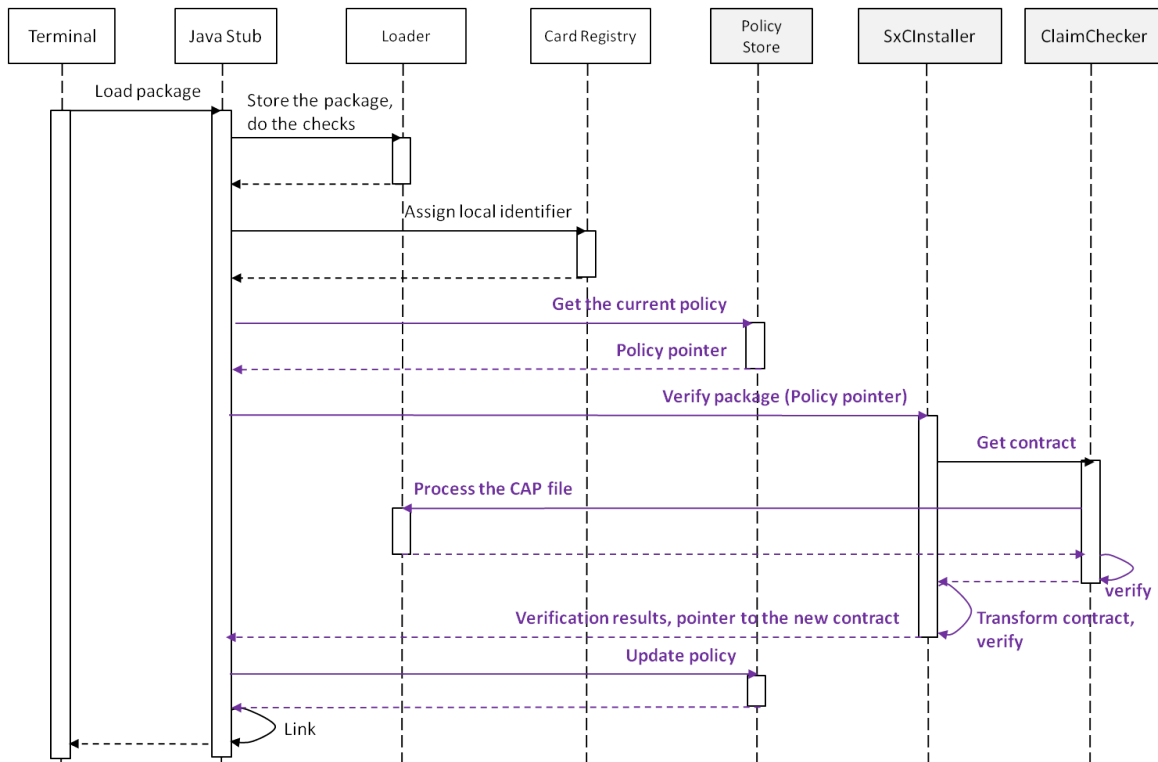 Terminal
Java Stub
Loader
Card Registry
Policy
Store
SxCInstaller
ClaimChecker
Load package
Store the package,
do the checks
Assign local identifier
Get the current policy
Policy pointer
Verify package (Policy pointer)
Get contract
Process the CAP file
verify
Verification results, pointer to the new contract
Transform contract,
verify
Update policy
Link